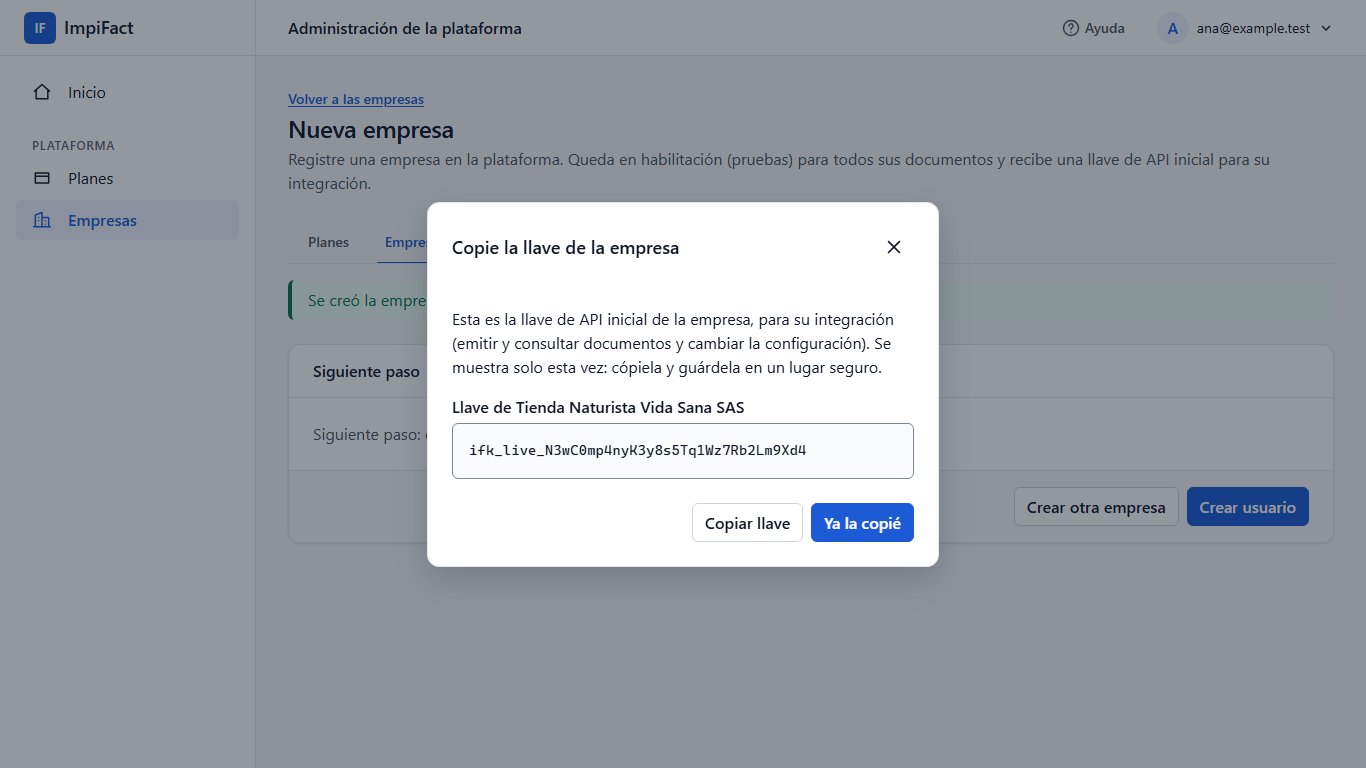 IF ImpiFact
Administración de la plataforma
Ayuda
A ana@example.test
Inicio
PLATAFORMA
Planes
Empresas
Volver a las empresas
Nueva empresa
Registre una empresa en la plataforma. Queda en habilitación (pruebas) para todos sus documentos y recibe una llave de API inicial para su
integración.
Planes
Se creó la
Siguiente paso
Siguiente paso:
Crear otra empresa
Crear usuario
Copie la llave de la empresa
Esta es la llave de API inicial de la empresa, para su integración
(emitir y consultar documentos y cambiar la configuración). Se
muestra solo esta vez: cópiela y guárdela en un lugar seguro.
Llave de Tienda Naturista Vida Sana SAS
ifk_live_N3wC0mp4nyK3y8s5Tq1Wz7Rb2Lm9Xd4
Copiar llave
Ya la copié